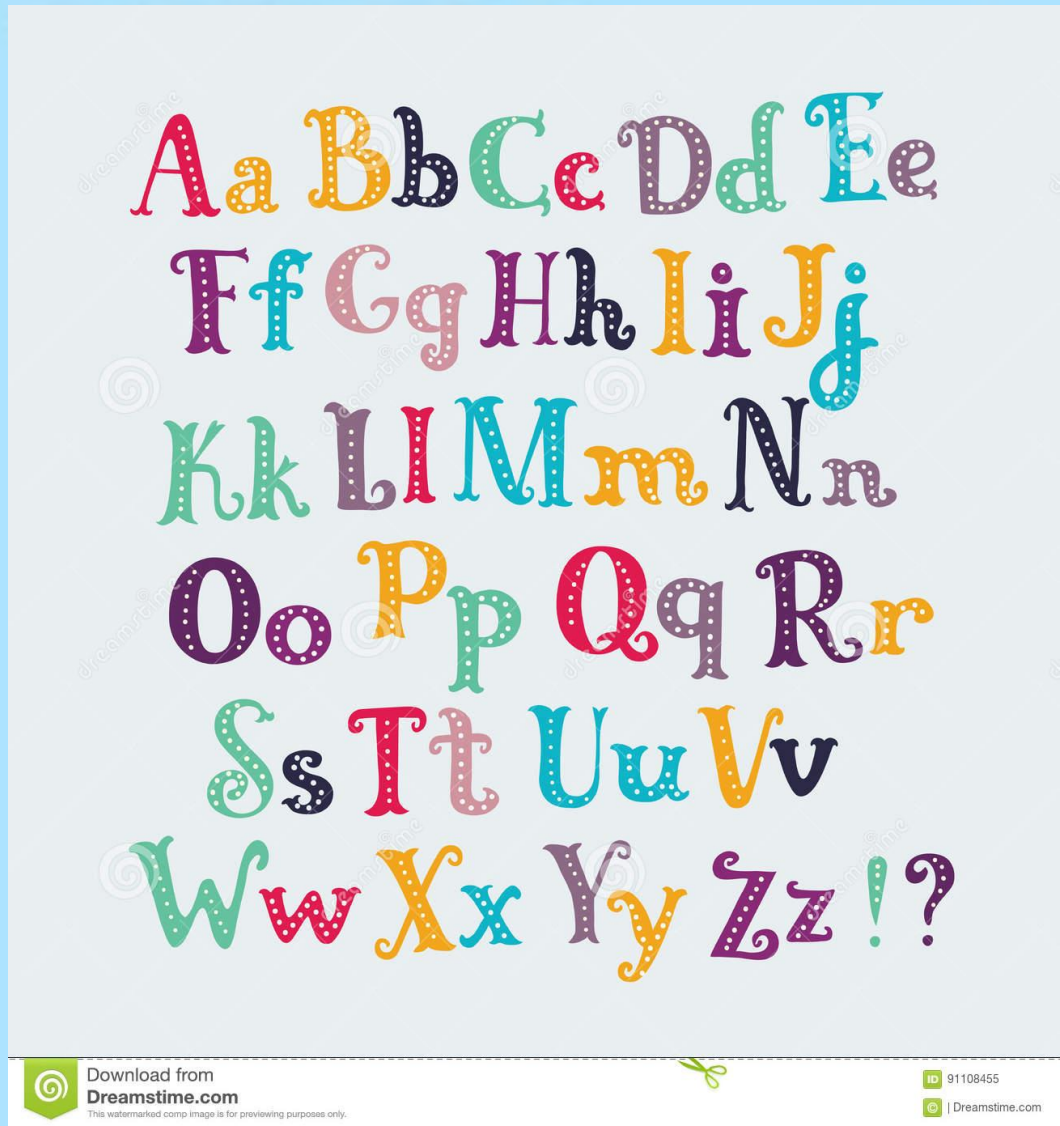 Aa Bb Cc Dd Ee
Ff Gg Hh Ii Jj
Kk Ll Mm Nn
Oo Pp Qq Rr
Ss Tt Uu Vv
Ww Xx Yy Zz ! ?
Download from
Dreamstime.com
This watermarked comp image is for previewing purposes only.
ID 91108455
© | Dreamstime.com